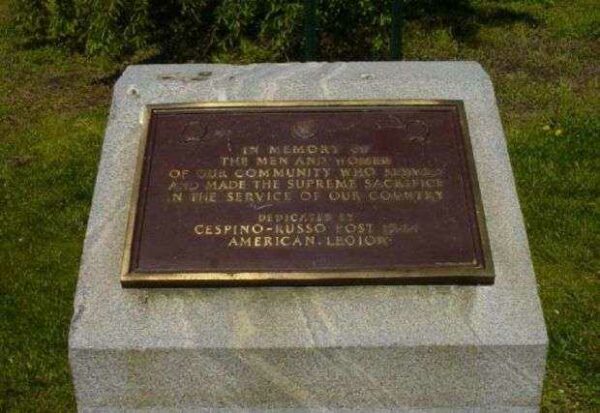 IN MEMORY OF
THE MEN AND WOMEN
OF OUR COMMUNITY WHO SERVED
AND MADE THE SUPREME SACRIFICE
IN THE SERVICE OF OUR COUNTRY
DEDICATED BY
CESPINO-RUSSO POST
AMERICAN LEGION